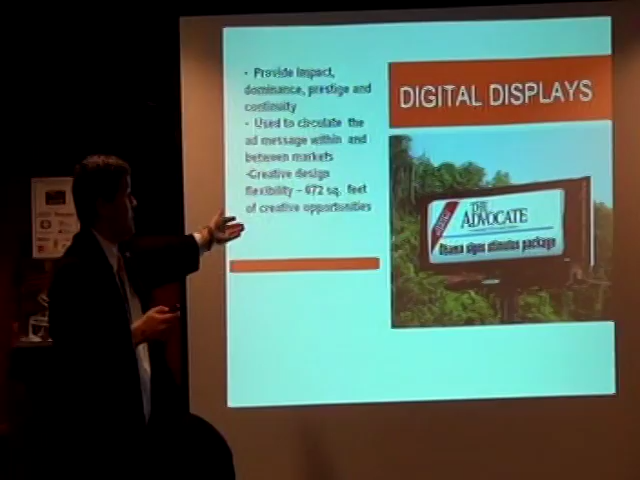 • Provide impact,
dominance, prestige and
continuity
• Used to circulate the
ad message within and
between markets
•Creative design
flexibility – 672 sq. feet
of creative opportunities
DIGITAL DISPLAYS
THE
ADVOCATE
Obama signs stimulus package